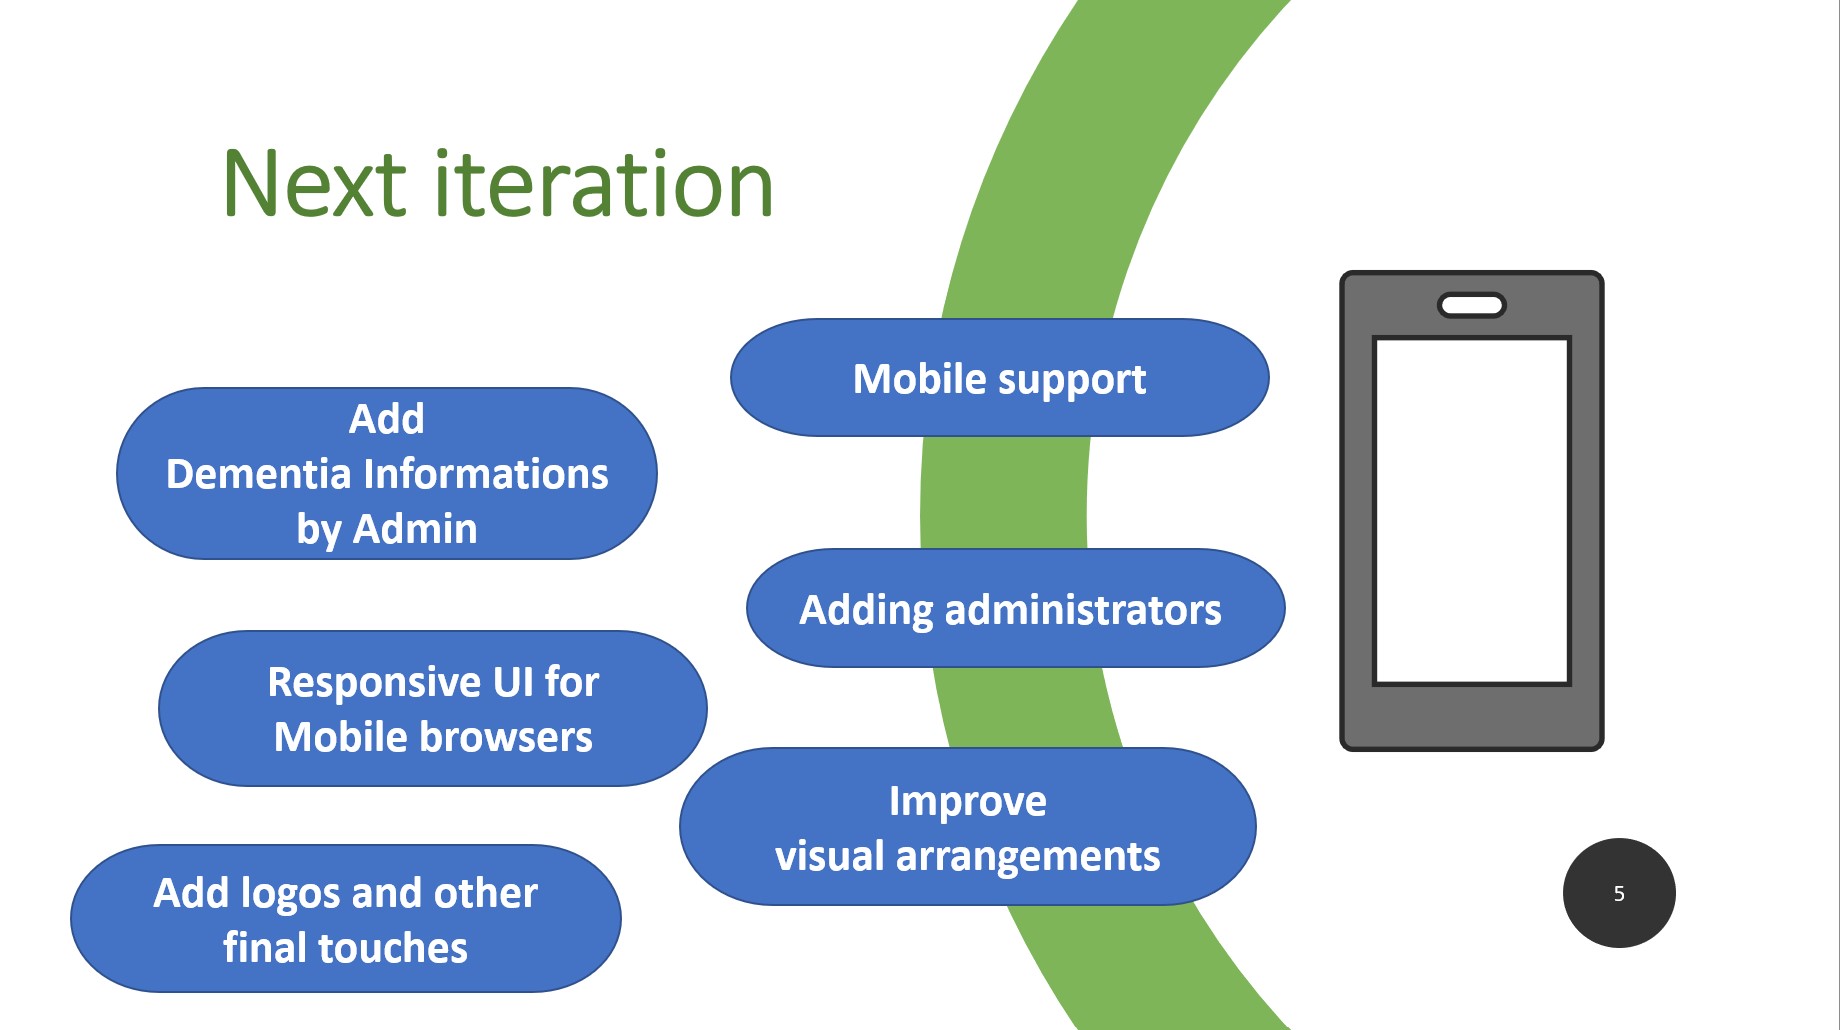 Next iteration
Add
Dementia Informations
by Admin
Responsive UI for
Mobile browsers
Add logos and other
final touches
Mobile support
Adding administrators
Improve
visual arrangements
5